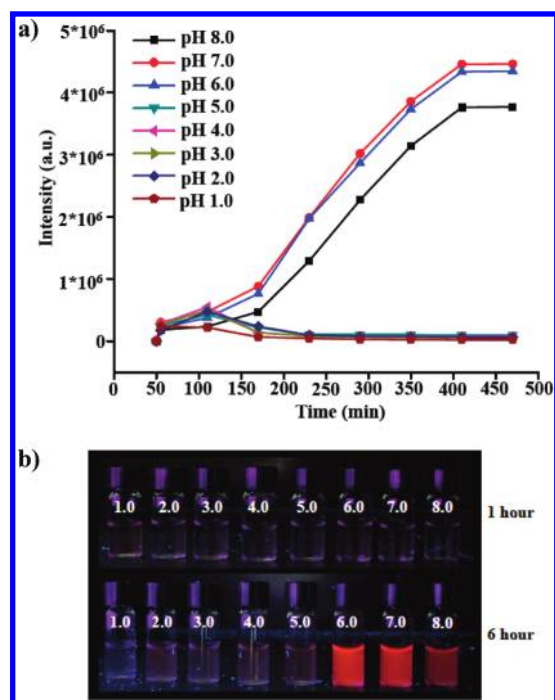 a)
5*10⁶
4*10⁶
3*10⁶
2*10⁶
1*10⁶
0
Intensity (a.u.)
pH 8.0
pH 7.0
pH 6.0
pH 5.0
pH 4.0
pH 3.0
pH 2.0
pH 1.0
0 50 100 150 200 250 300 350 400 450 500
Time (min)
b)
1.0 2.0 3.0 4.0 5.0 6.0 7.0 8.0
1 hour
1.0 2.0 3.0 4.0 5.0 6.0 7.0 8.0
6 hour